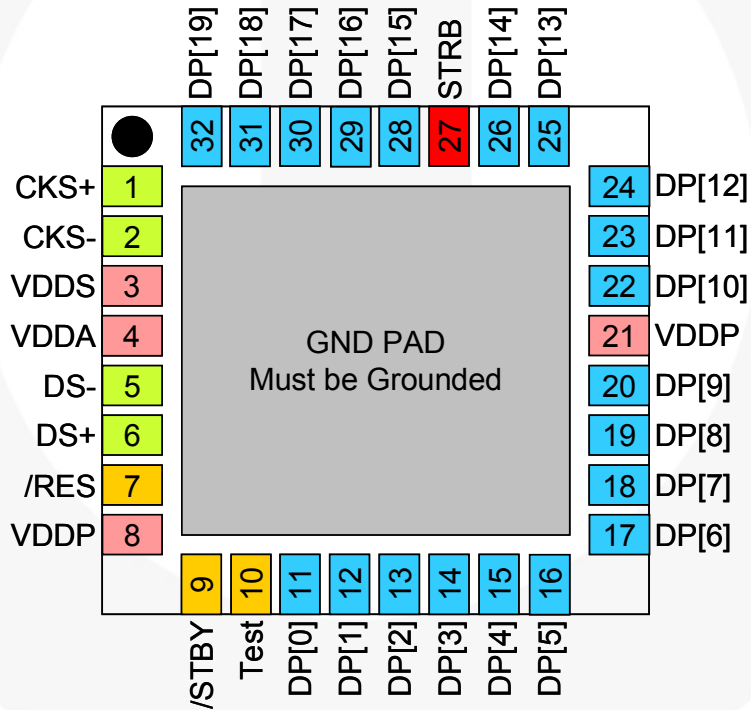 DP[19]
DP[18]
DP[17]
DP[16]
DP[15]
STRB
DP[14]
DP[13]
32
31
30
29
28
27
26
25
CKS+ 1
CKS- 2
VDDS 3
VDDA 4
DS- 5
DS+ 6
/RES 7
VDDP 8
GND PAD
Must be Grounded
24 DP[12]
23 DP[11]
22 DP[10]
21 VDDP
20 DP[9]
19 DP[8]
18 DP[7]
17 DP[6]
9
10
11
12
13
14
15
16
/STBY
Test
DP[0]
DP[1]
DP[2]
DP[3]
DP[4]
DP[5]